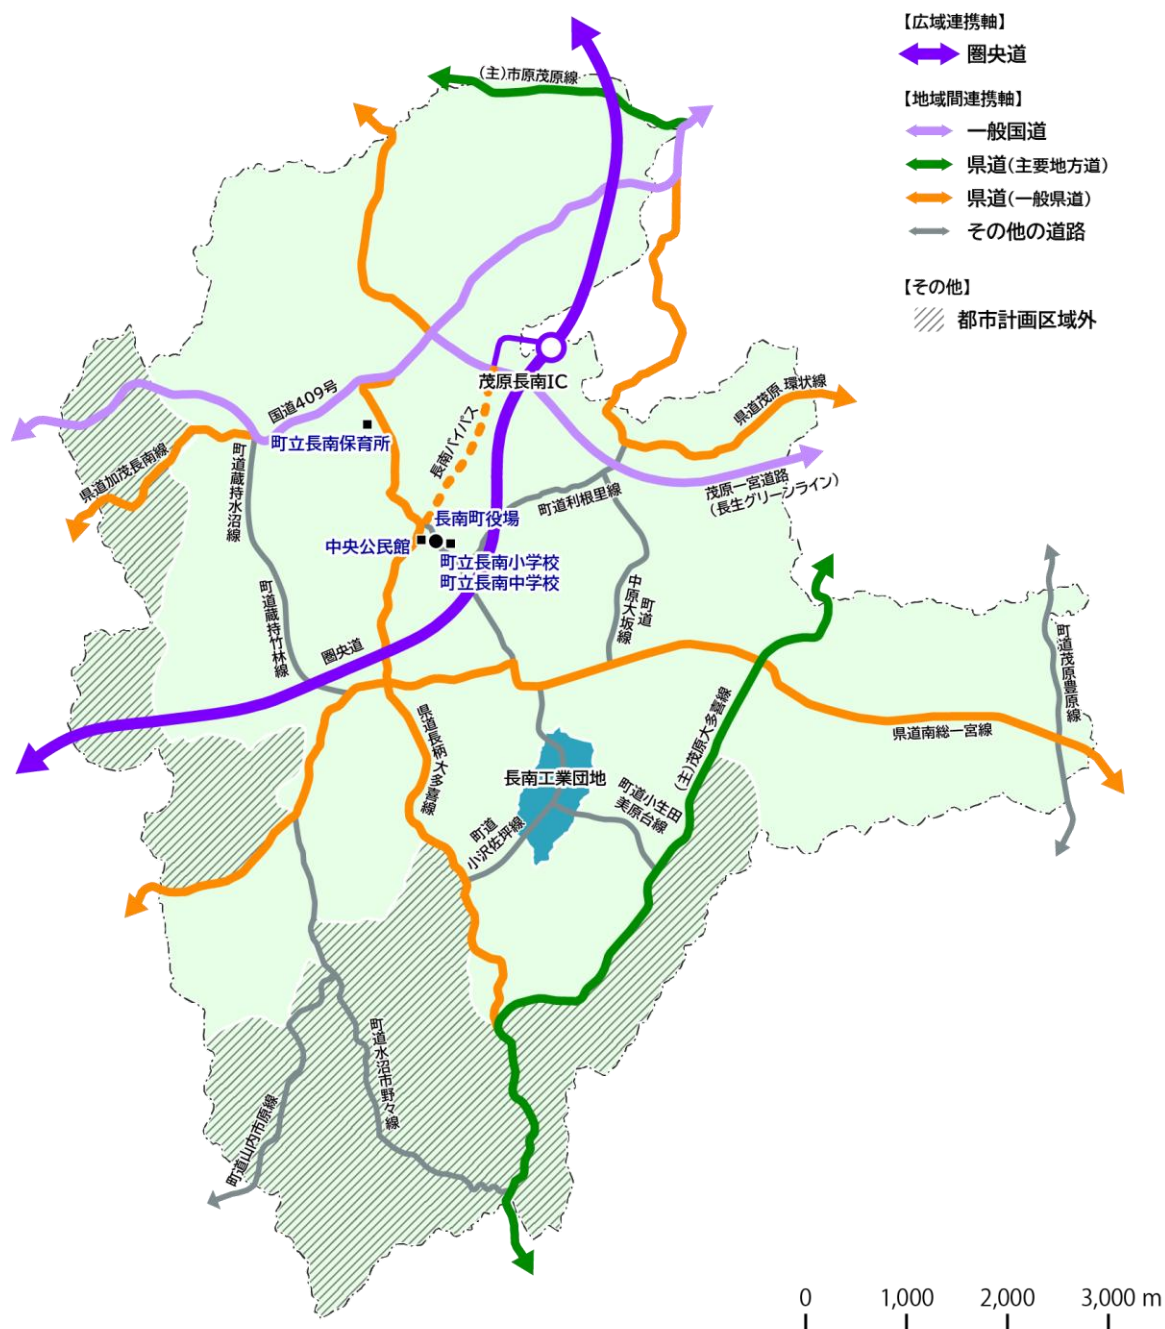 【広域連携軸】
圏央道
【地域間連携軸】
一般国道
県道(主要地方道)
県道(一般県道)
その他の道路
【その他】
都市計画区域外
(主)市原茂原線
茂原長南IC
国道409号
町立長南保育所
長南バイパス
県道茂原 環状線
県道加茂長南線
町道蔵持水沼線
茂原一宮道路
(長生グリーンライン)
町道利根里線
長南町役場
中央公民館
町立長南小学校
町立長南中学校
町道蔵持竹林線
町道
中原大坂線
圏央道
町道茂原豊原線
県道長柄大多喜線
(主)茂原大多喜線
県道南総一宮線
長南工業団地
町道小生田
美原台線
町道
小沢佐坪線
町道水沼市野々線
町道山内市原線
0
1,000
2,000
3,000 m